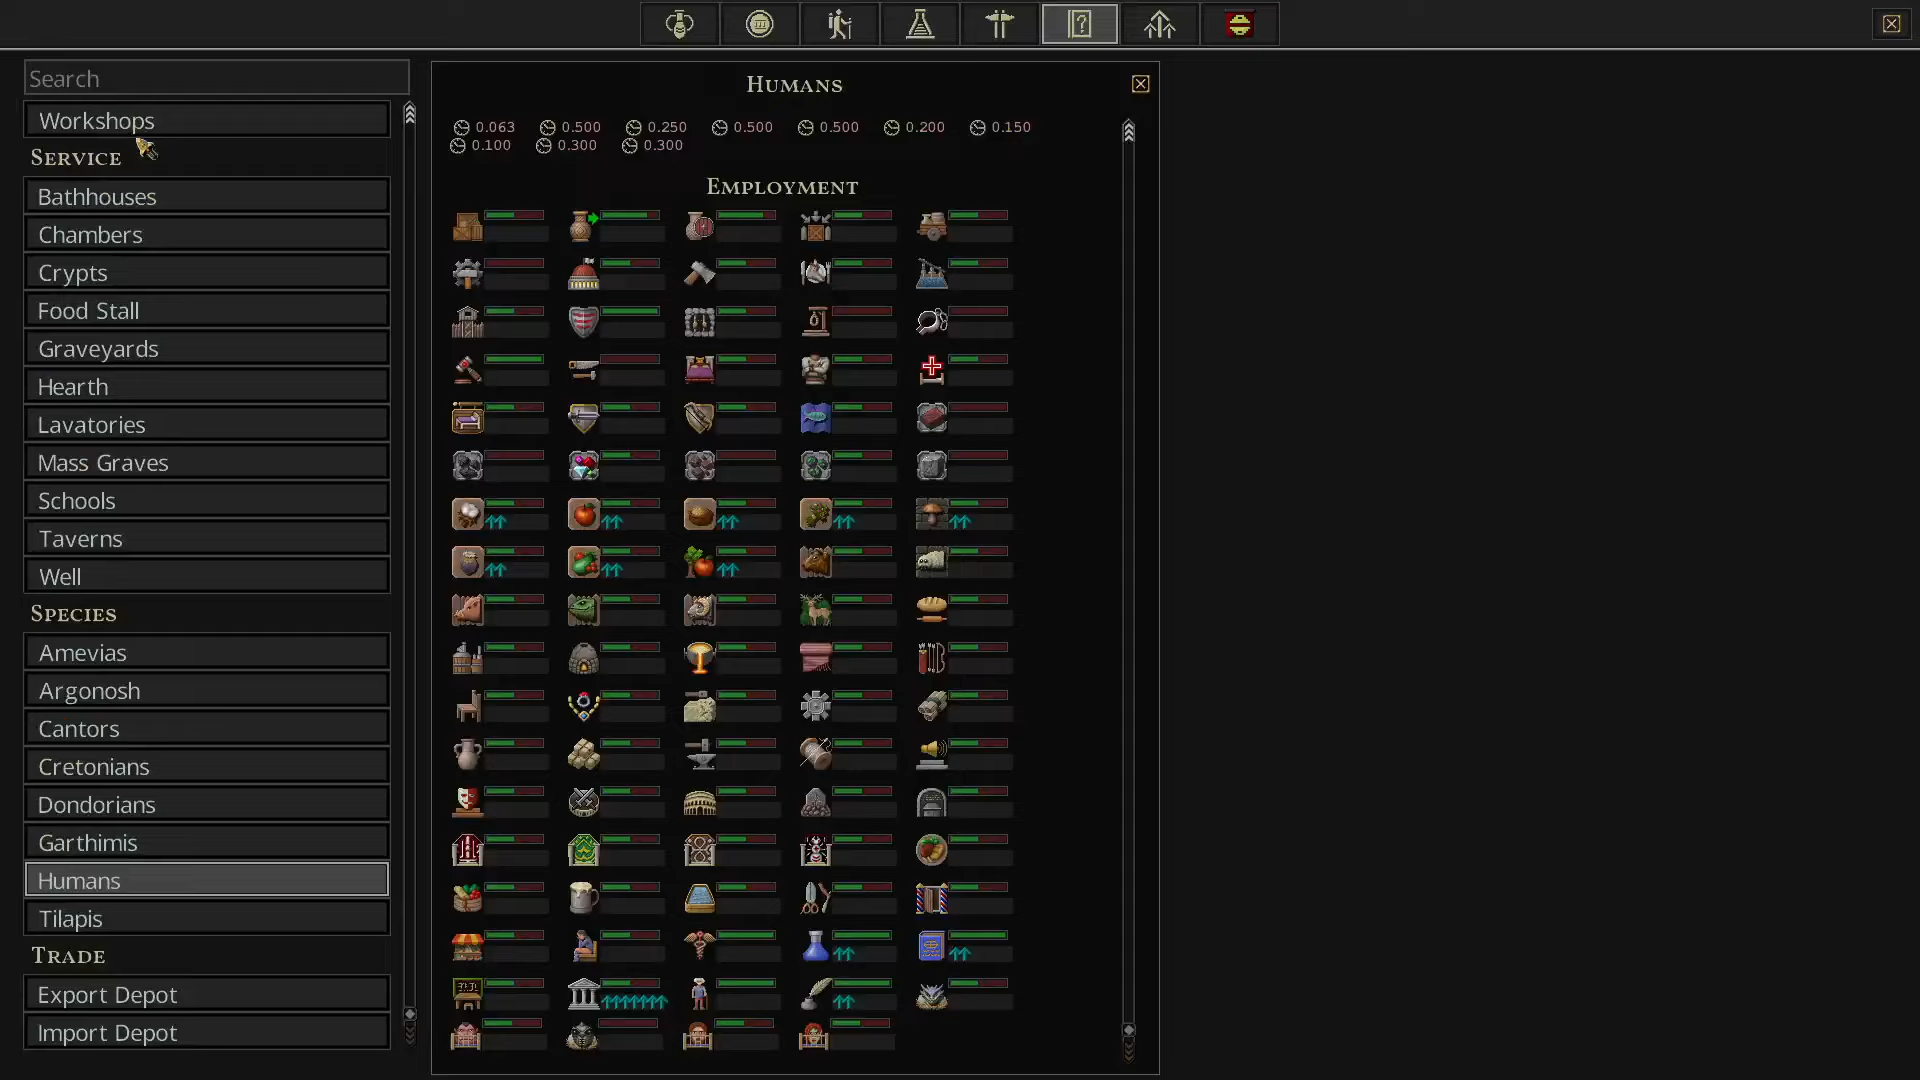 Search
Workshops
SERVICE
Bathhouses
Chambers
Crypts
Food Stall
Graveyards
Hearth
Lavatories
Mass Graves
Schools
Taverns
Well
SPECIES
Amevias
Argonosh
Cantors
Cretonians
Dondorians
Garthimis
Humans
Tilapis
TRADE
Export Depot
Import Depot
HUMANS
0.063 0.500 0.250 0.500 0.500 0.200 0.150
0.100 0.300 0.300
EMPLOYMENT